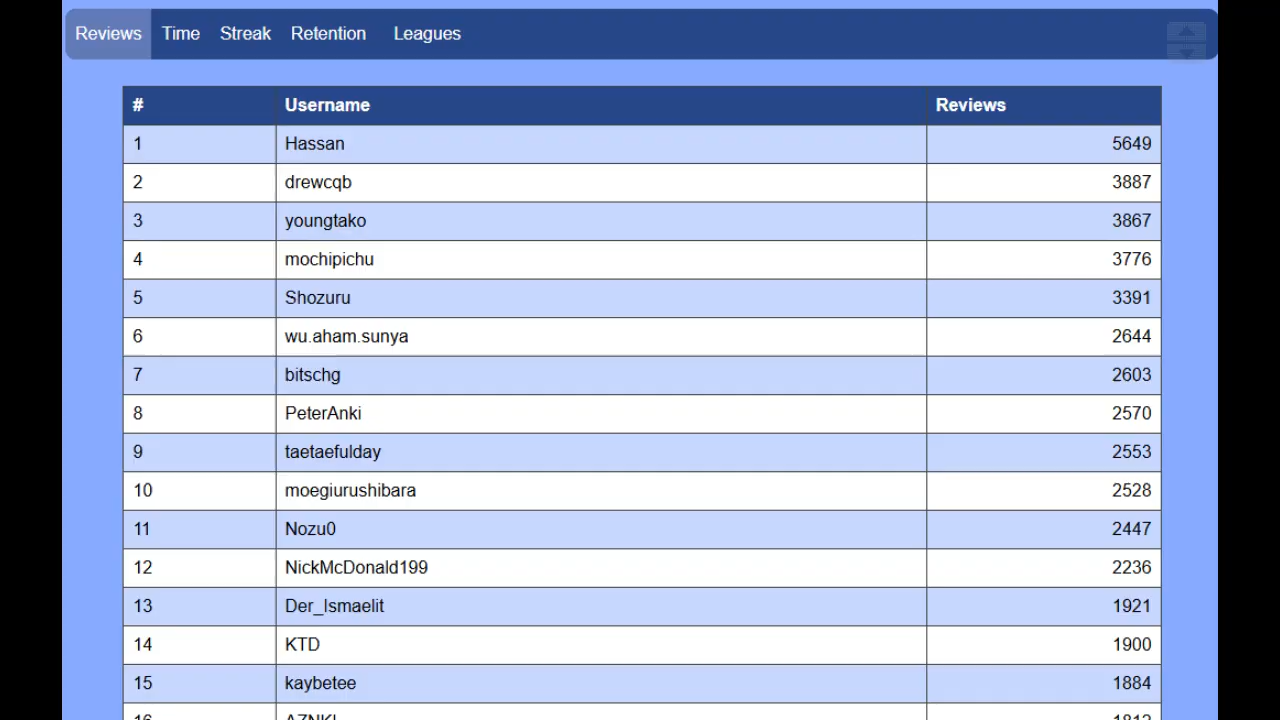 Reviews Time Streak Retention Leagues
# Username Reviews
1 Hassan 5649
2 drewcqb 3887
3 youngtako 3867
4 mochipichu 3776
5 Shozuru 3391
6 wu.aham.sunya 2644
7 bitschg 2603
8 PeterAnki 2570
9 taetaefulday 2553
10 moegiurushibara 2528
11 Nozu0 2447
12 NickMcDonald199 2236
13 Der_Ismaelit 1921
14 KTD 1900
15 kaybetee 1884